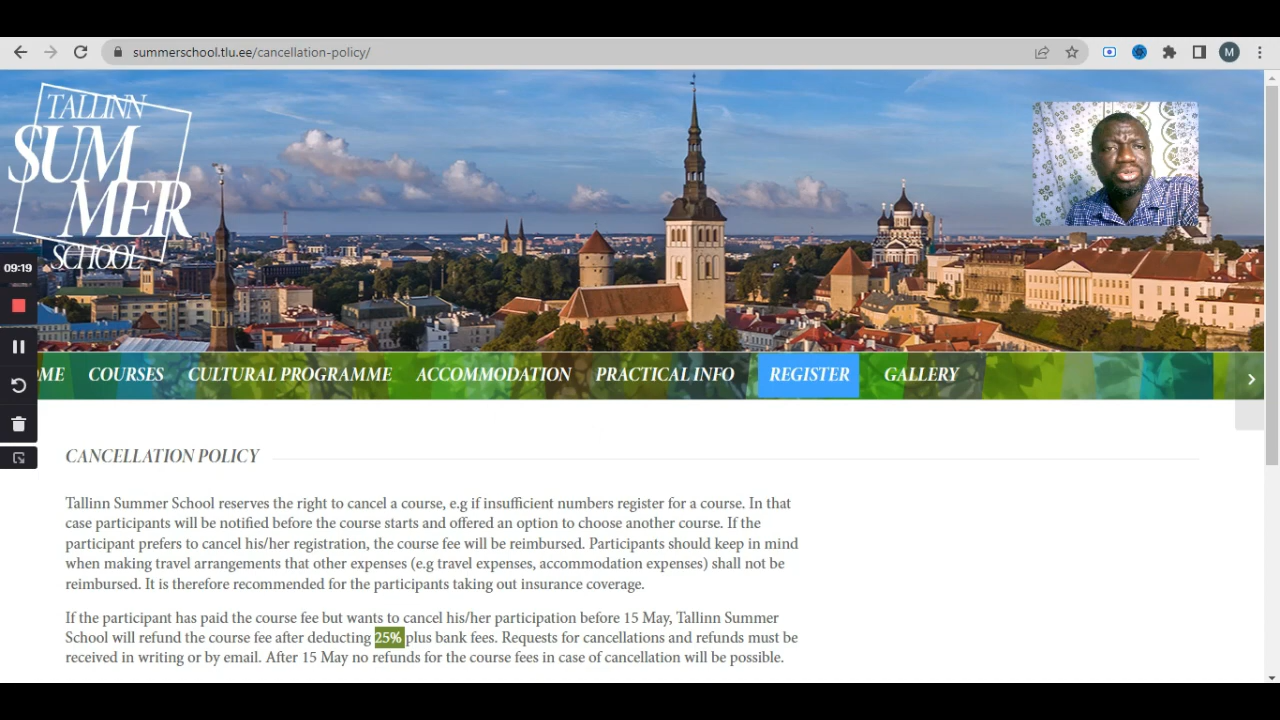 summerschool.tlu.ee/cancellation-policy/
M
TALLINN
SUM
MER
SCHOOL
09:19
OME COURSES CULTURAL PROGRAMME ACCOMMODATION PRACTICAL INFO REGISTER GALLERY
CANCELLATION POLICY
Tallinn Summer School reserves the right to cancel a course, e.g if insufficient numbers register for a course. In that
case participants will be notified before the course starts and offered an option to choose another course. If the
participant prefers to cancel his/her registration, the course fee will be reimbursed. Participants should keep in mind
when making travel arrangements that other expenses (e.g travel expenses, accommodation expenses) shall not be
reimbursed. It is therefore recommended for the participants taking out insurance coverage.
If the participant has paid the course fee but wants to cancel his/her participation before 15 May, Tallinn Summer
School will refund the course fee after deducting 25% plus bank fees. Requests for cancellations and refunds must be
received in writing or by email. After 15 May no refunds for the course fees in case of cancellation will be possible.